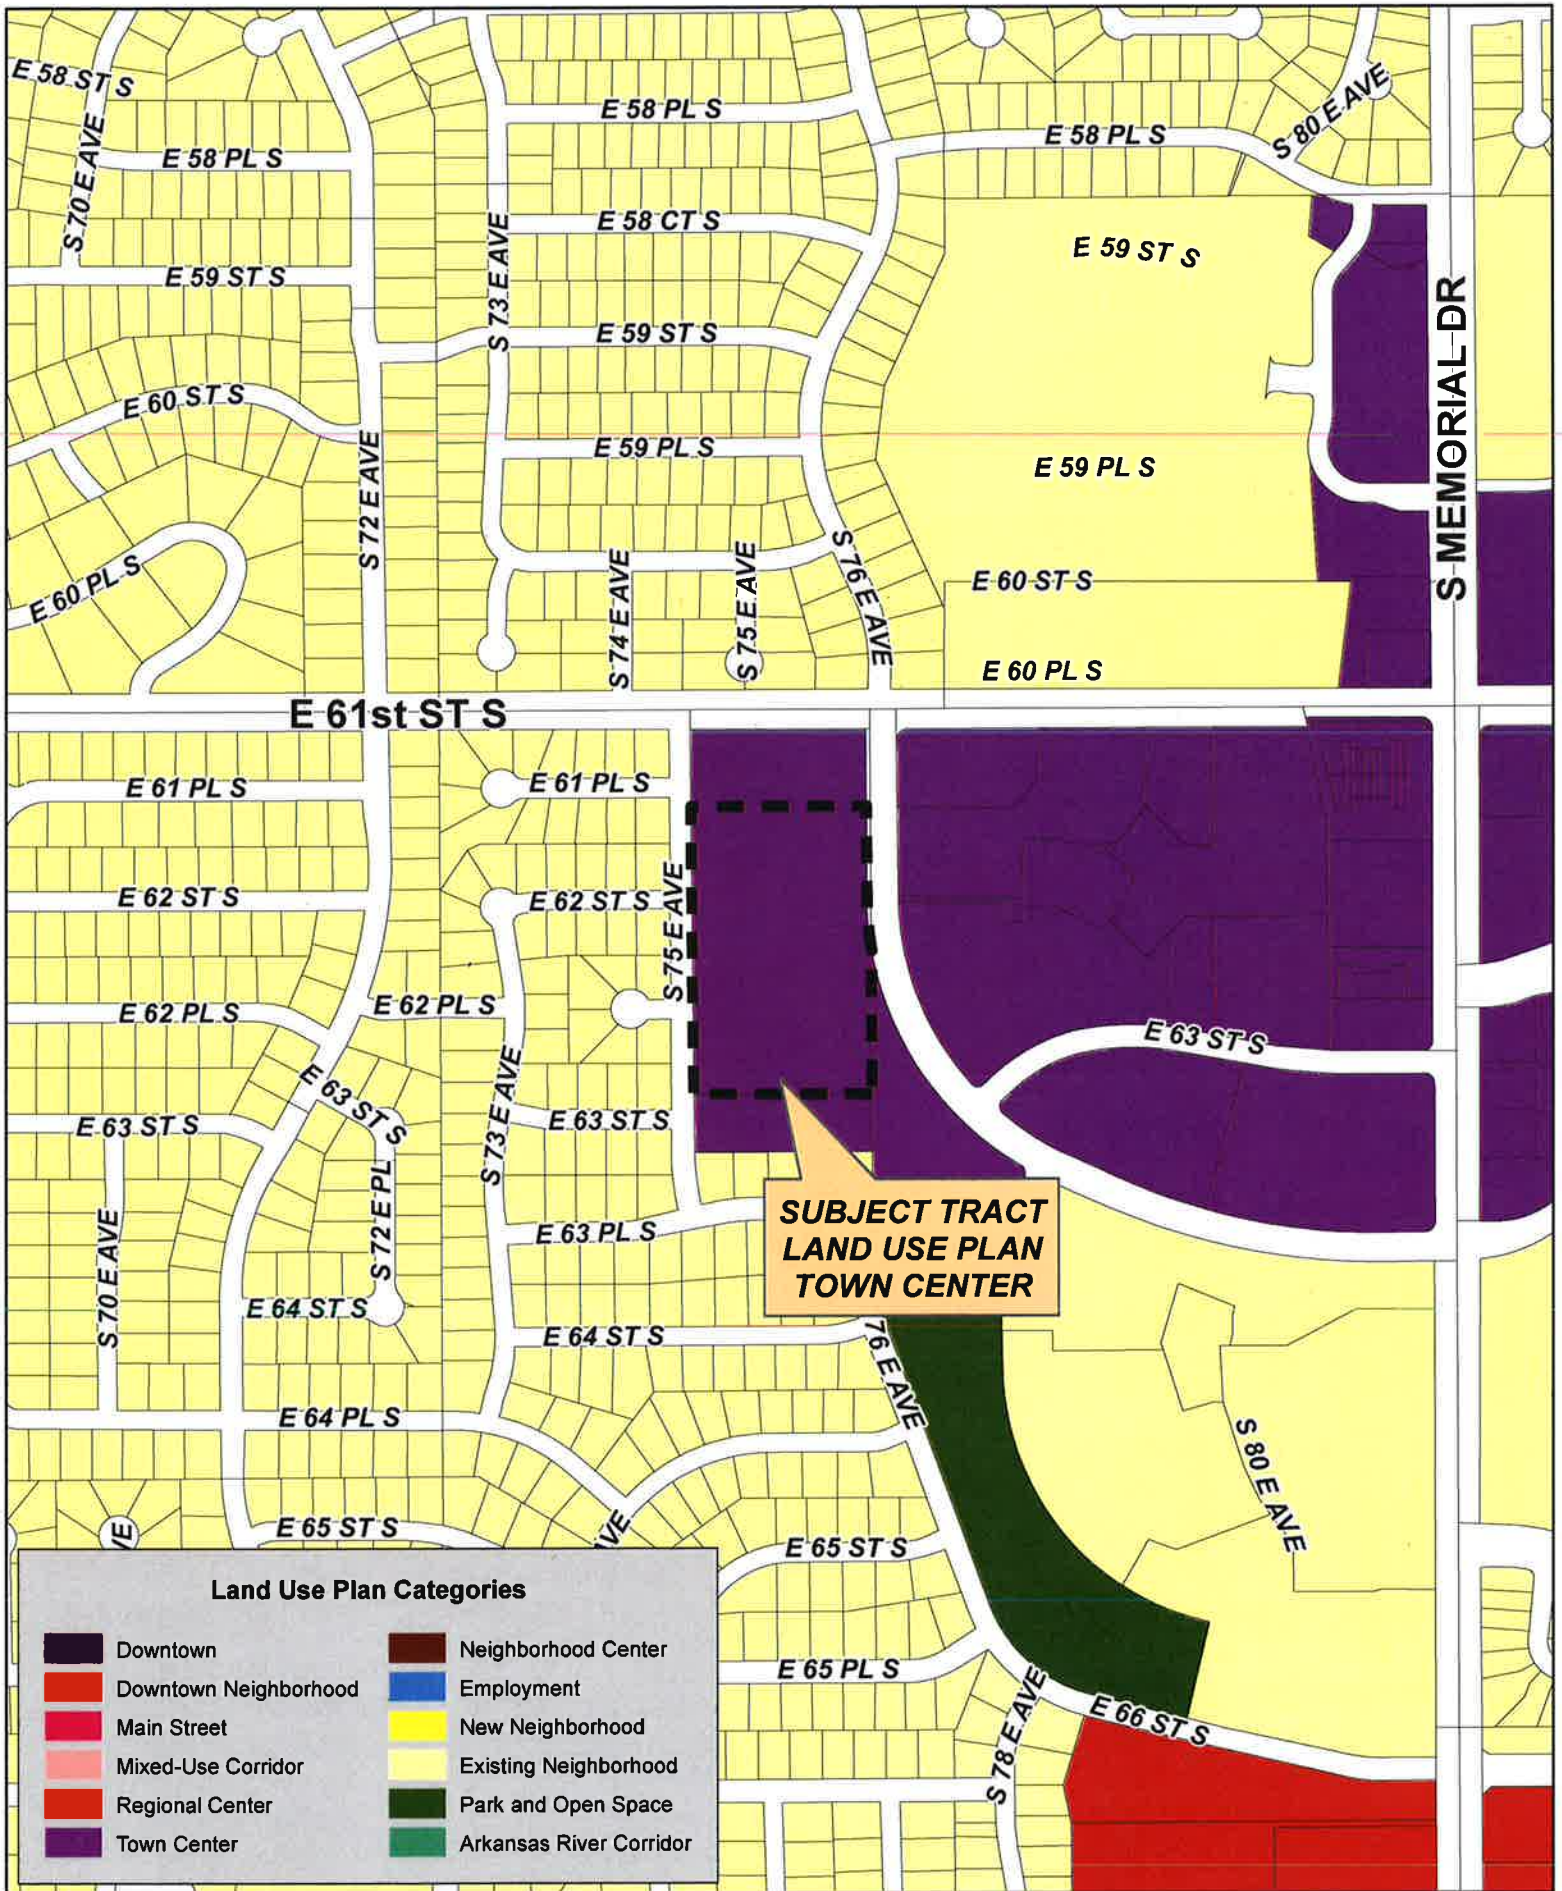 E 58 ST S
S 70 E AVE
E 58 PL S
E 59 ST S
E 58 PL S
E 58 CT S
S 73 E AVE
E 59 ST S
E 59 PL S
E 58 PL S
S 80 E AVE
E 59 ST S
E 59 PL S
S MEMORIAL DR
E 60 ST S
S 72 E AVE
E 60 PL S
S 74 E AVE
S 75 E AVE
S 76 E AVE
E 60 ST S
E 60 PL S
E 61st ST S
E 61 PL S
E 61 PL S
E 62 ST S
E 62 ST S
S 75 E AVE
E 62 PL S
E 62 PL S
E 63 ST S
E 63 ST S
E 63 ST S
S 73 E AVE
E 63 ST S
S 72 E PL
S 70 E AVE
E 63 PL S
SUBJECT TRACT
LAND USE PLAN
TOWN CENTER
E 64 ST S
E 64 ST S
76 E AVE
E 64 PL S
S 80 E AVE
E 65 ST S
VE
VE
E 65 ST S
E 65 PL S
S 78 E AVE
E 66 ST S
Land Use Plan Categories
Downtown
Downtown Neighborhood
Main Street
Mixed-Use Corridor
Regional Center
Town Center
Neighborhood Center
Employment
New Neighborhood
Existing Neighborhood
Park and Open Space
Arkansas River Corridor